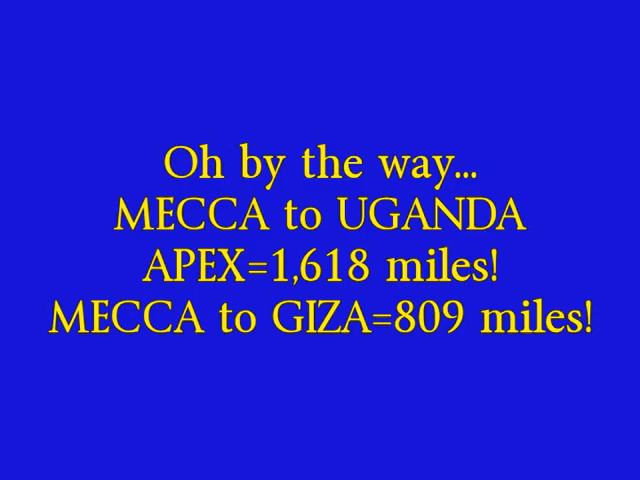 Oh by the way...
MECCA to UGANDA
APEX=1,618 miles!
MECCA to GIZA=809 miles!